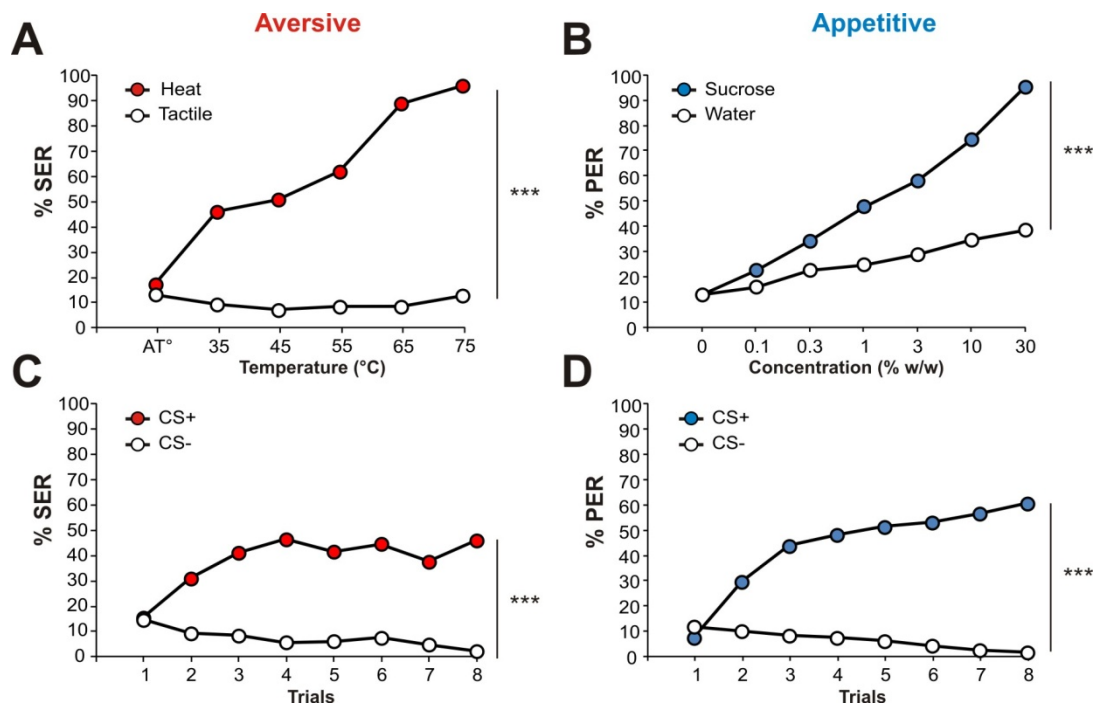 Aversive
Appetitive
A
% SER
100
90
80
70
60
50
40
30
20
10
0
Heat
Tactile
***
AT° 35 45 55 65 75
Temperature (°C)
B
% PER
100
90
80
70
60
50
40
30
20
10
0
Sucrose
Water
***
0 0.1 0.3 1 3 10 30
Concentration (% w/w)
C
% SER
100
90
80
70
60
50
40
30
20
10
0
CS+
CS-
***
1 2 3 4 5 6 7 8
Trials
D
% PER
100
90
80
70
60
50
40
30
20
10
0
CS+
CS-
***
1 2 3 4 5 6 7 8
Trials